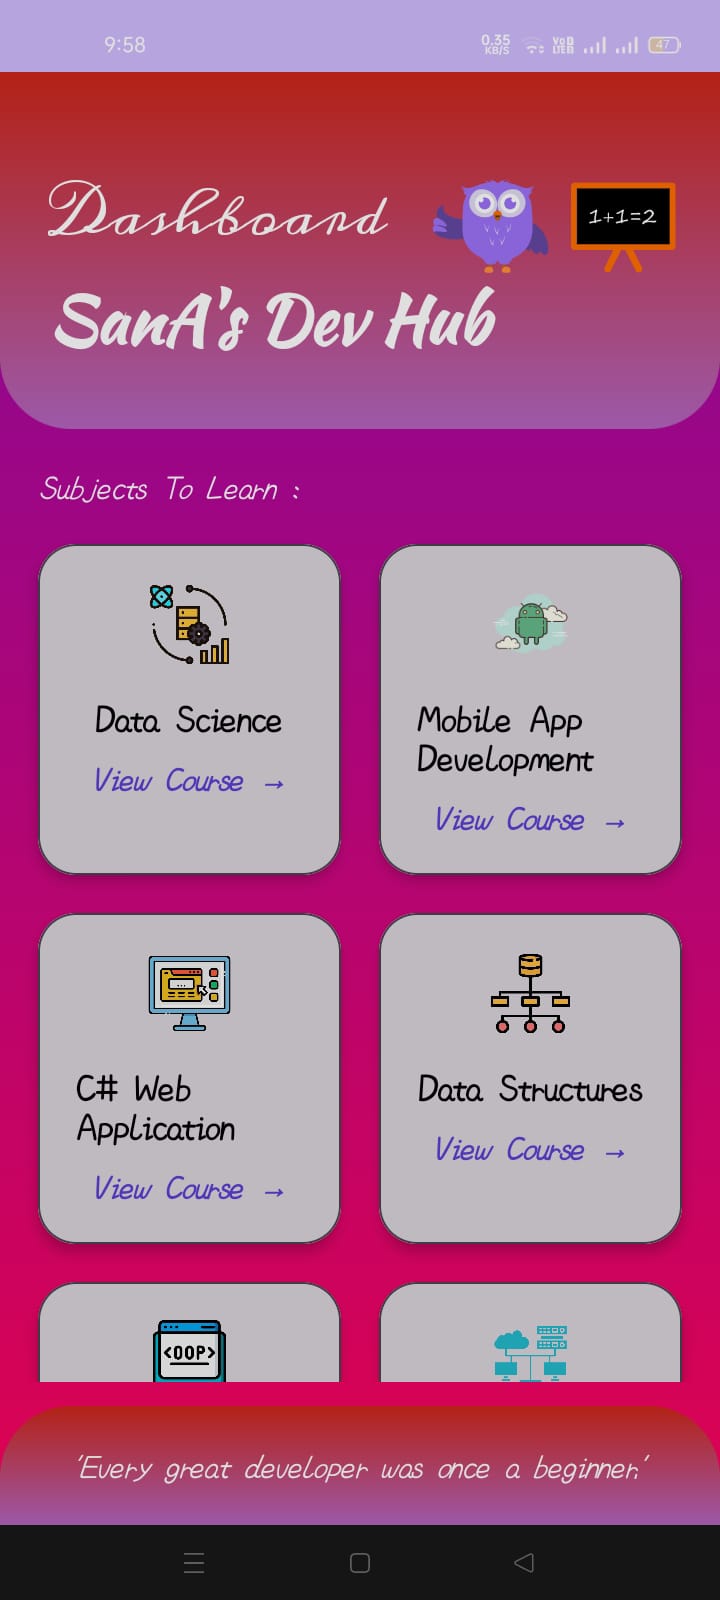 9:58
0.35
KB/S
Vo D
LTE D
47
Dashboard
1+1=2
SanA's Dev Hub
Subjects To Learn :
Data Science
View Course →
Mobile App
Development
View Course →
C# Web
Application
View Course →
Data Structures
View Course →
<OOP>
'Every great developer was once a beginner.'